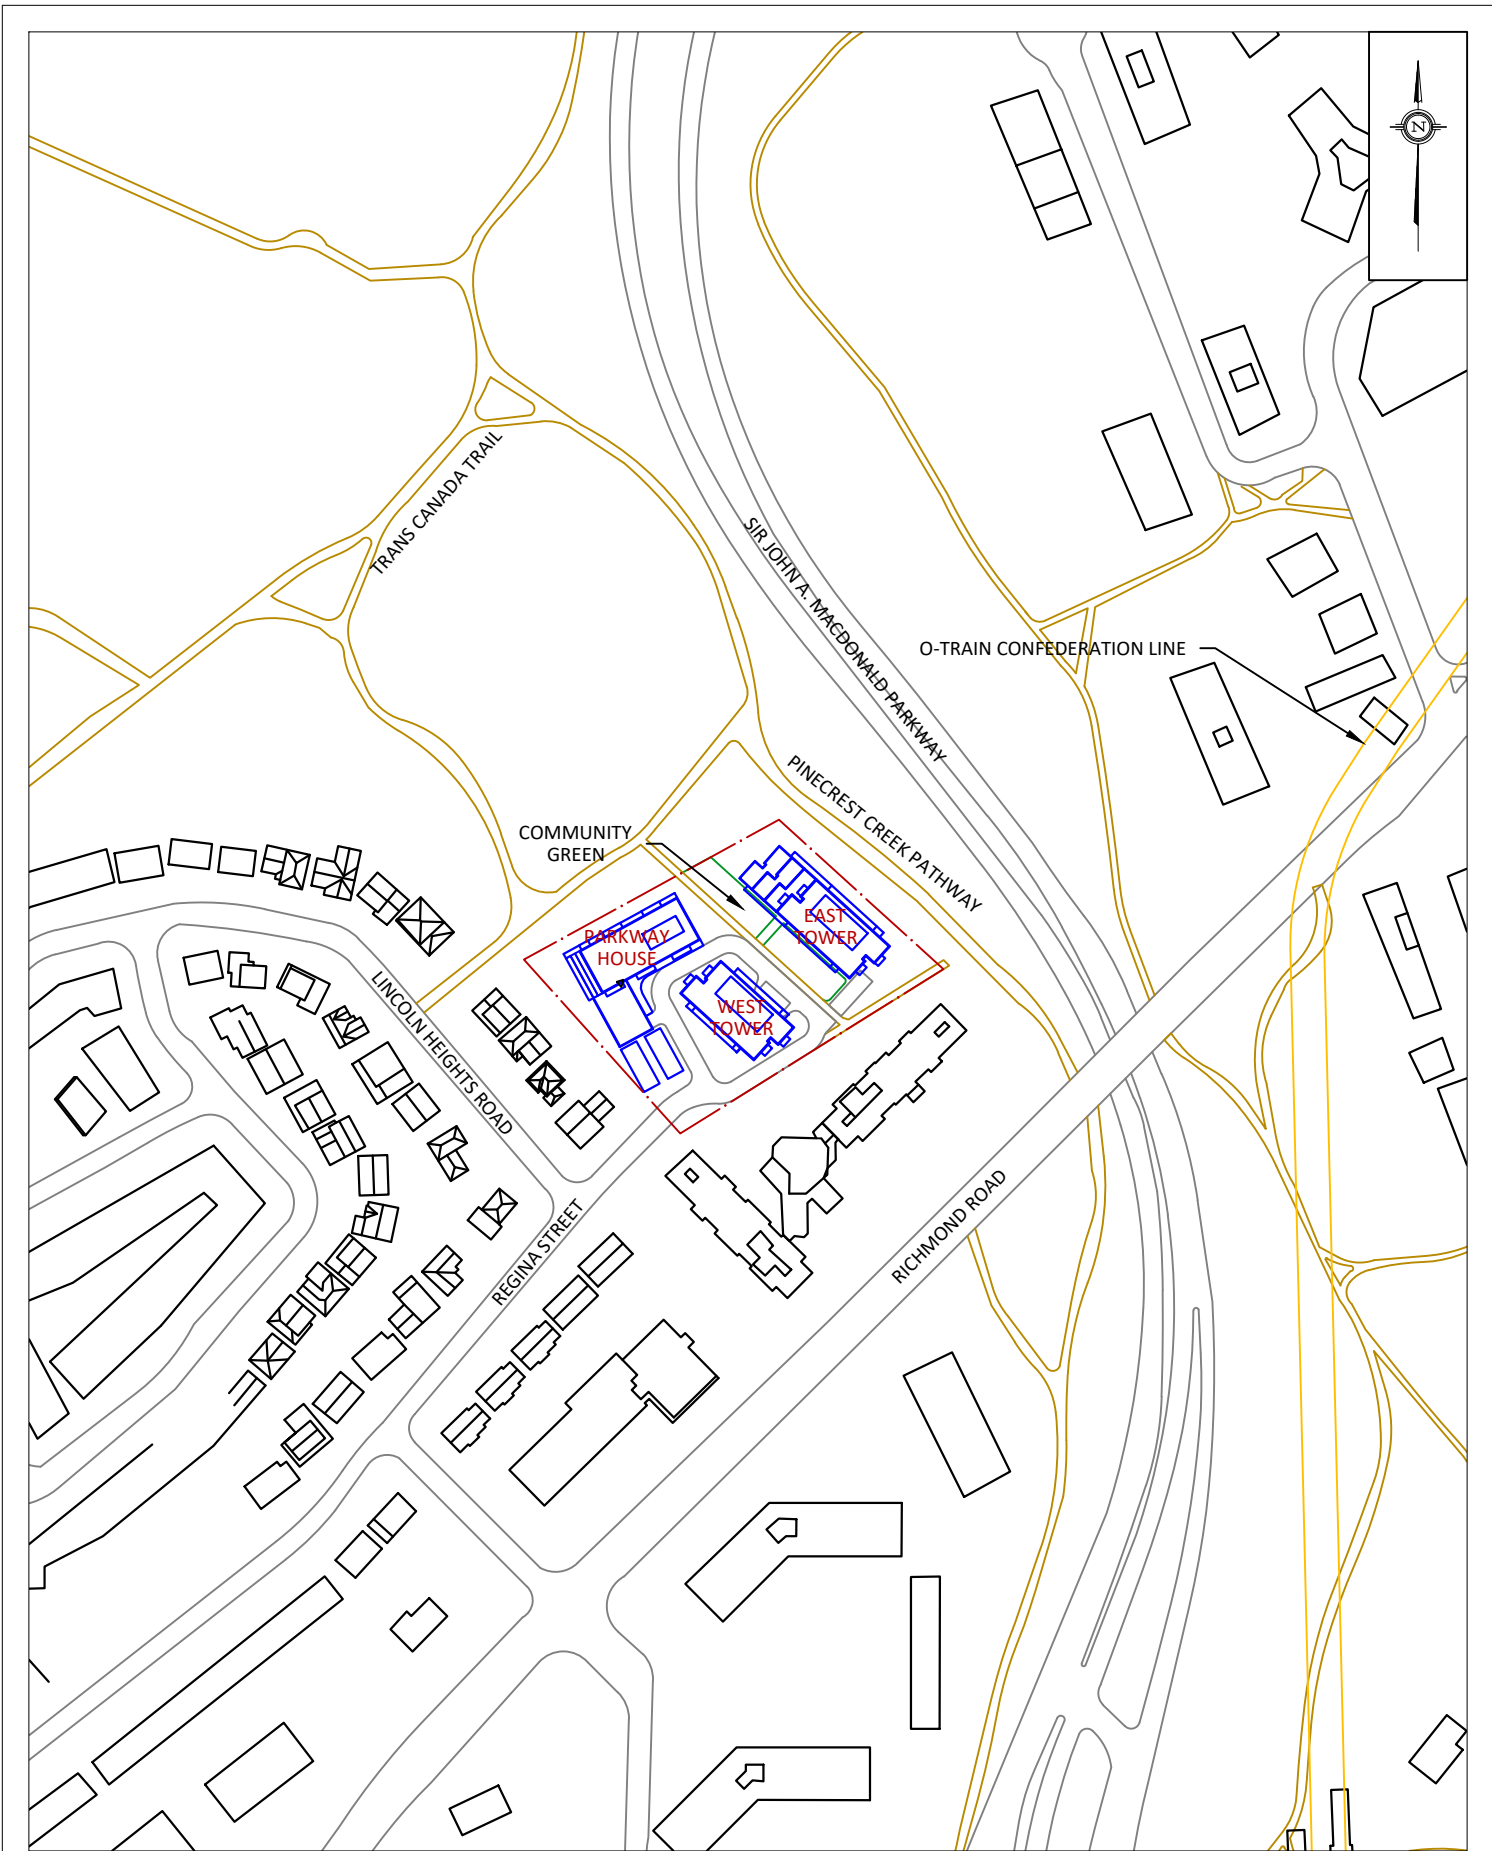 N
TRANS CANADA TRAIL
SIR JOHN A. MACDONALD PARKWAY
O-TRAIN CONFEDERATION LINE
PINECREST CREEK PATHWAY
COMMUNITY
GREEN
EAST
TOWER
PARKWAY
HOUSE
WEST
TOWER
LINCOLN HEIGHTS ROAD
REGINA STREET
RICHMOND ROAD